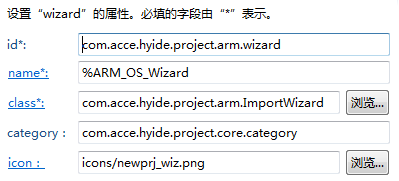 设置“wizard”的属性。必填的字段由“*”表示。
id*: com.acce.hyide.project.arm.wizard
name*: %ARM_OS_Wizard
class*: com.acce.hyide.project.arm.ImportWizard 浏览...
category： com.acce.hyide.project.core.category
icon： icons/newprj_wiz.png 浏览...